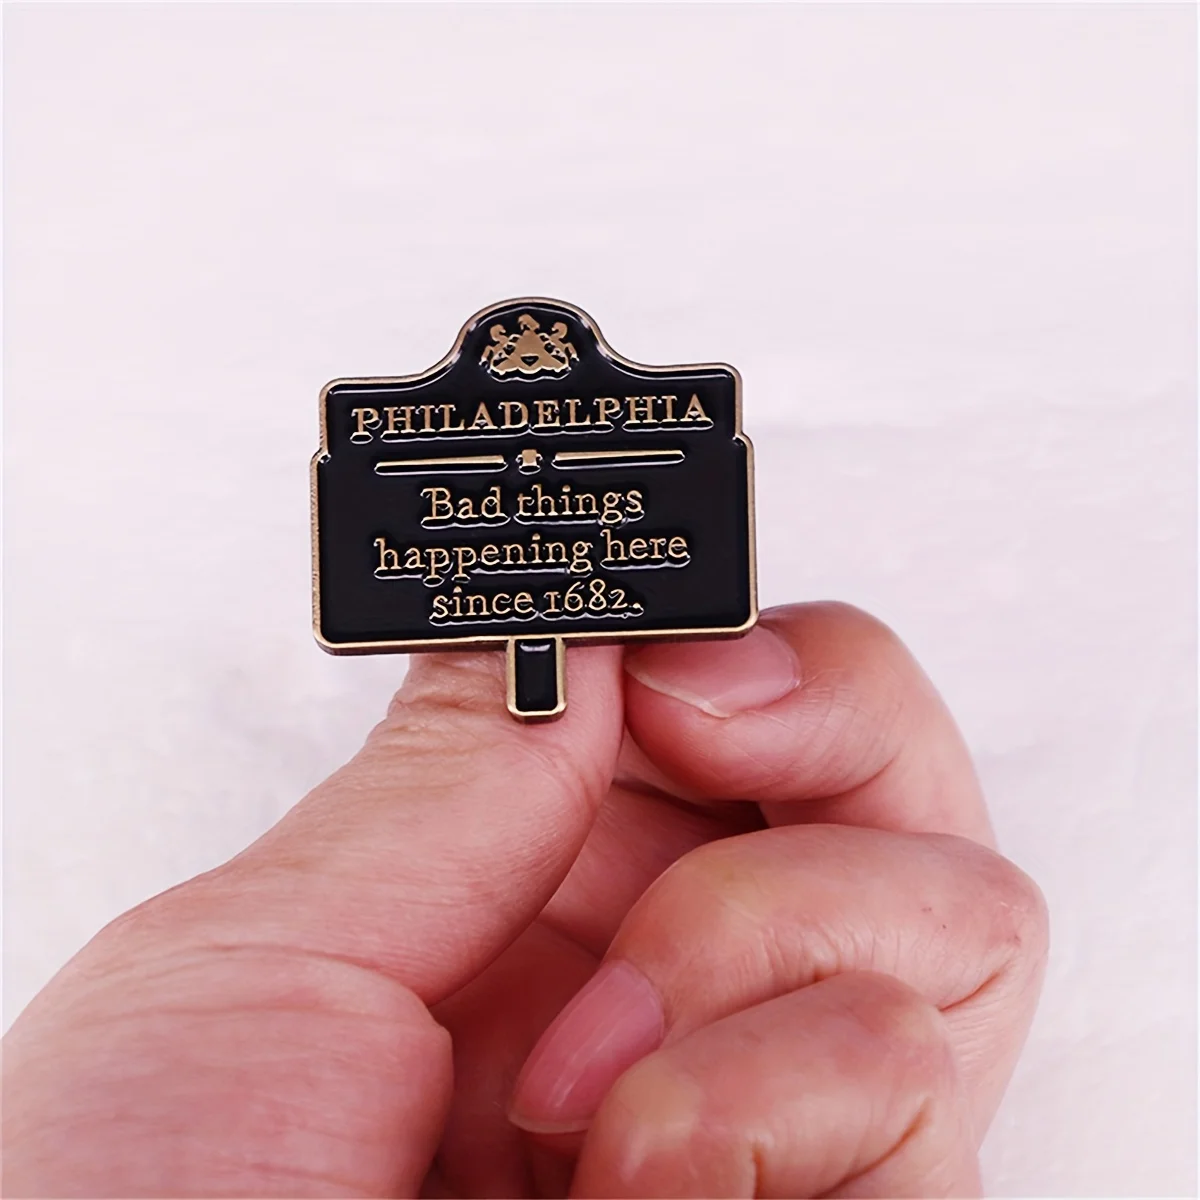 PHILADELPHIA
Bad things
happening here
since 1682.